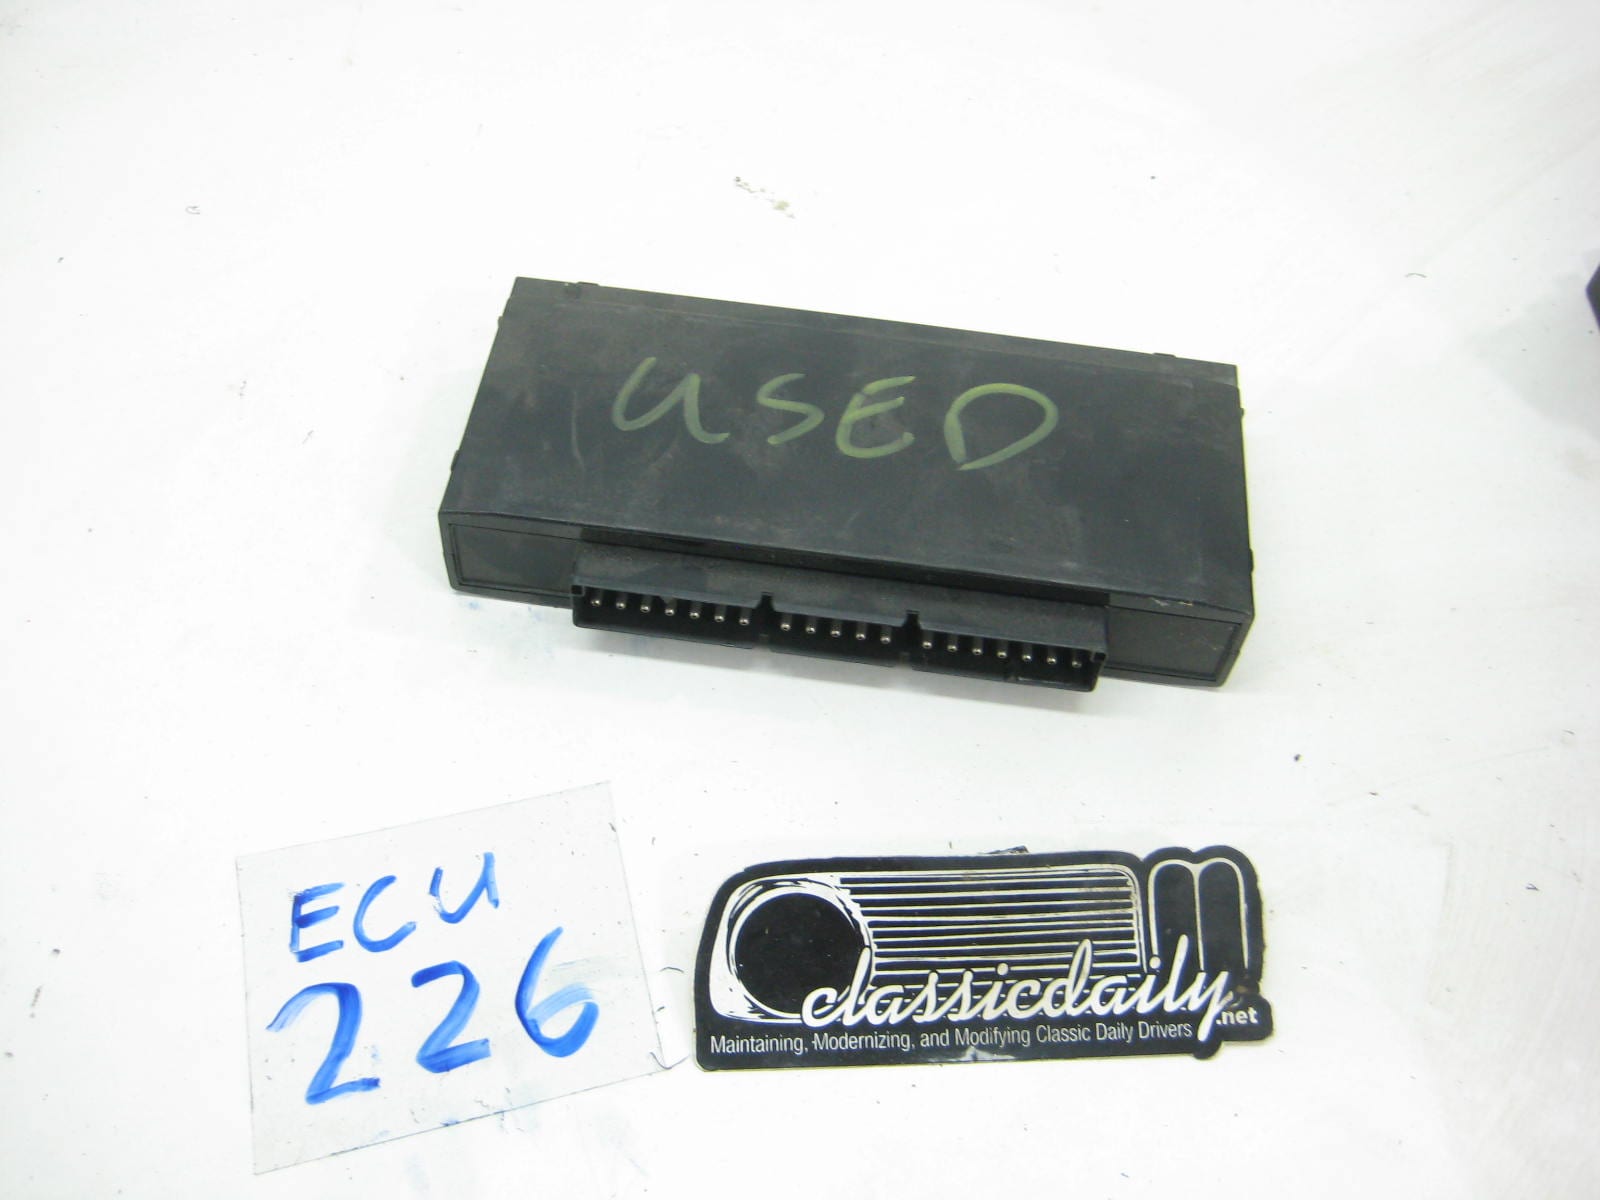 USED
ECU
226
classicdaily.net
Maintaining, Modernizing, and Modifying Classic Daily Drivers